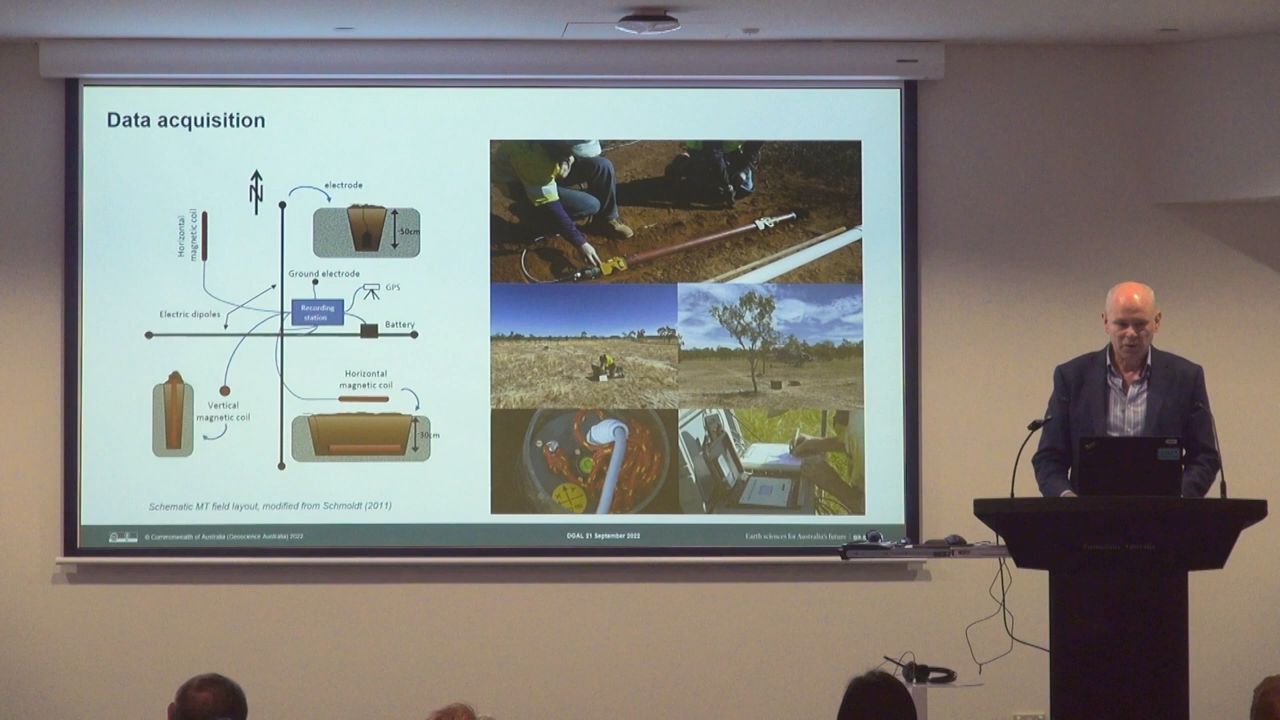 Data acquisition
N
electrode
50cm
Horizontal
magnetic coil
Ground electrode
GPS
Recording
station
Electric dipoles
Battery
Horizontal
magnetic coil
Vertical
magnetic coil
30cm
Schematic MT field layout, modified from Schmoldt (2011)
© Commonwealth of Australia (Geoscience Australia) 2022
DGAL 21 September 2022
Earth sciences for Australia's future